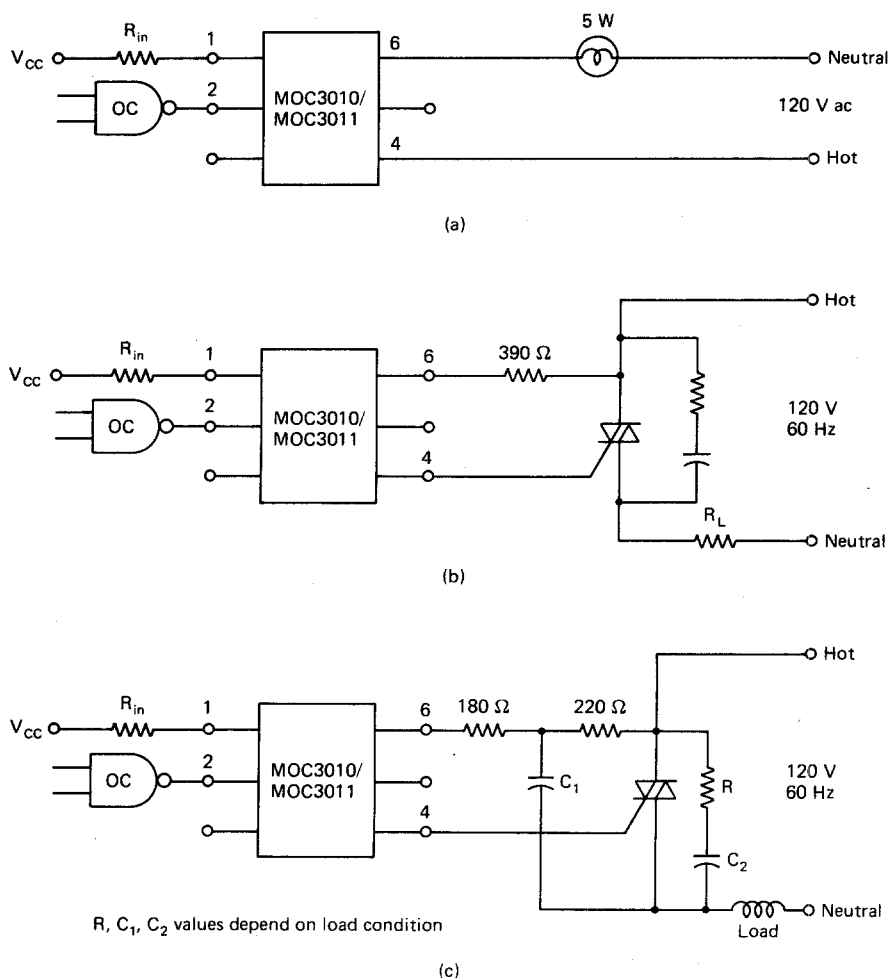 5 W
R_in
1
6
V_CC
Neutral
OC
2
MOC3010/
MOC3011
120 V ac
4
Hot
(a)
Hot
R_in
1
6
390 Ω
V_CC
OC
2
MOC3010/
MOC3011
120 V
60 Hz
4
R_L
Neutral
(b)
Hot
R_in
1
6
180 Ω
220 Ω
V_CC
OC
2
MOC3010/
MOC3011
C_1
R
120 V
60 Hz
4
C_2
Neutral
Load
R, C_1, C_2 values depend on load condition
(c)